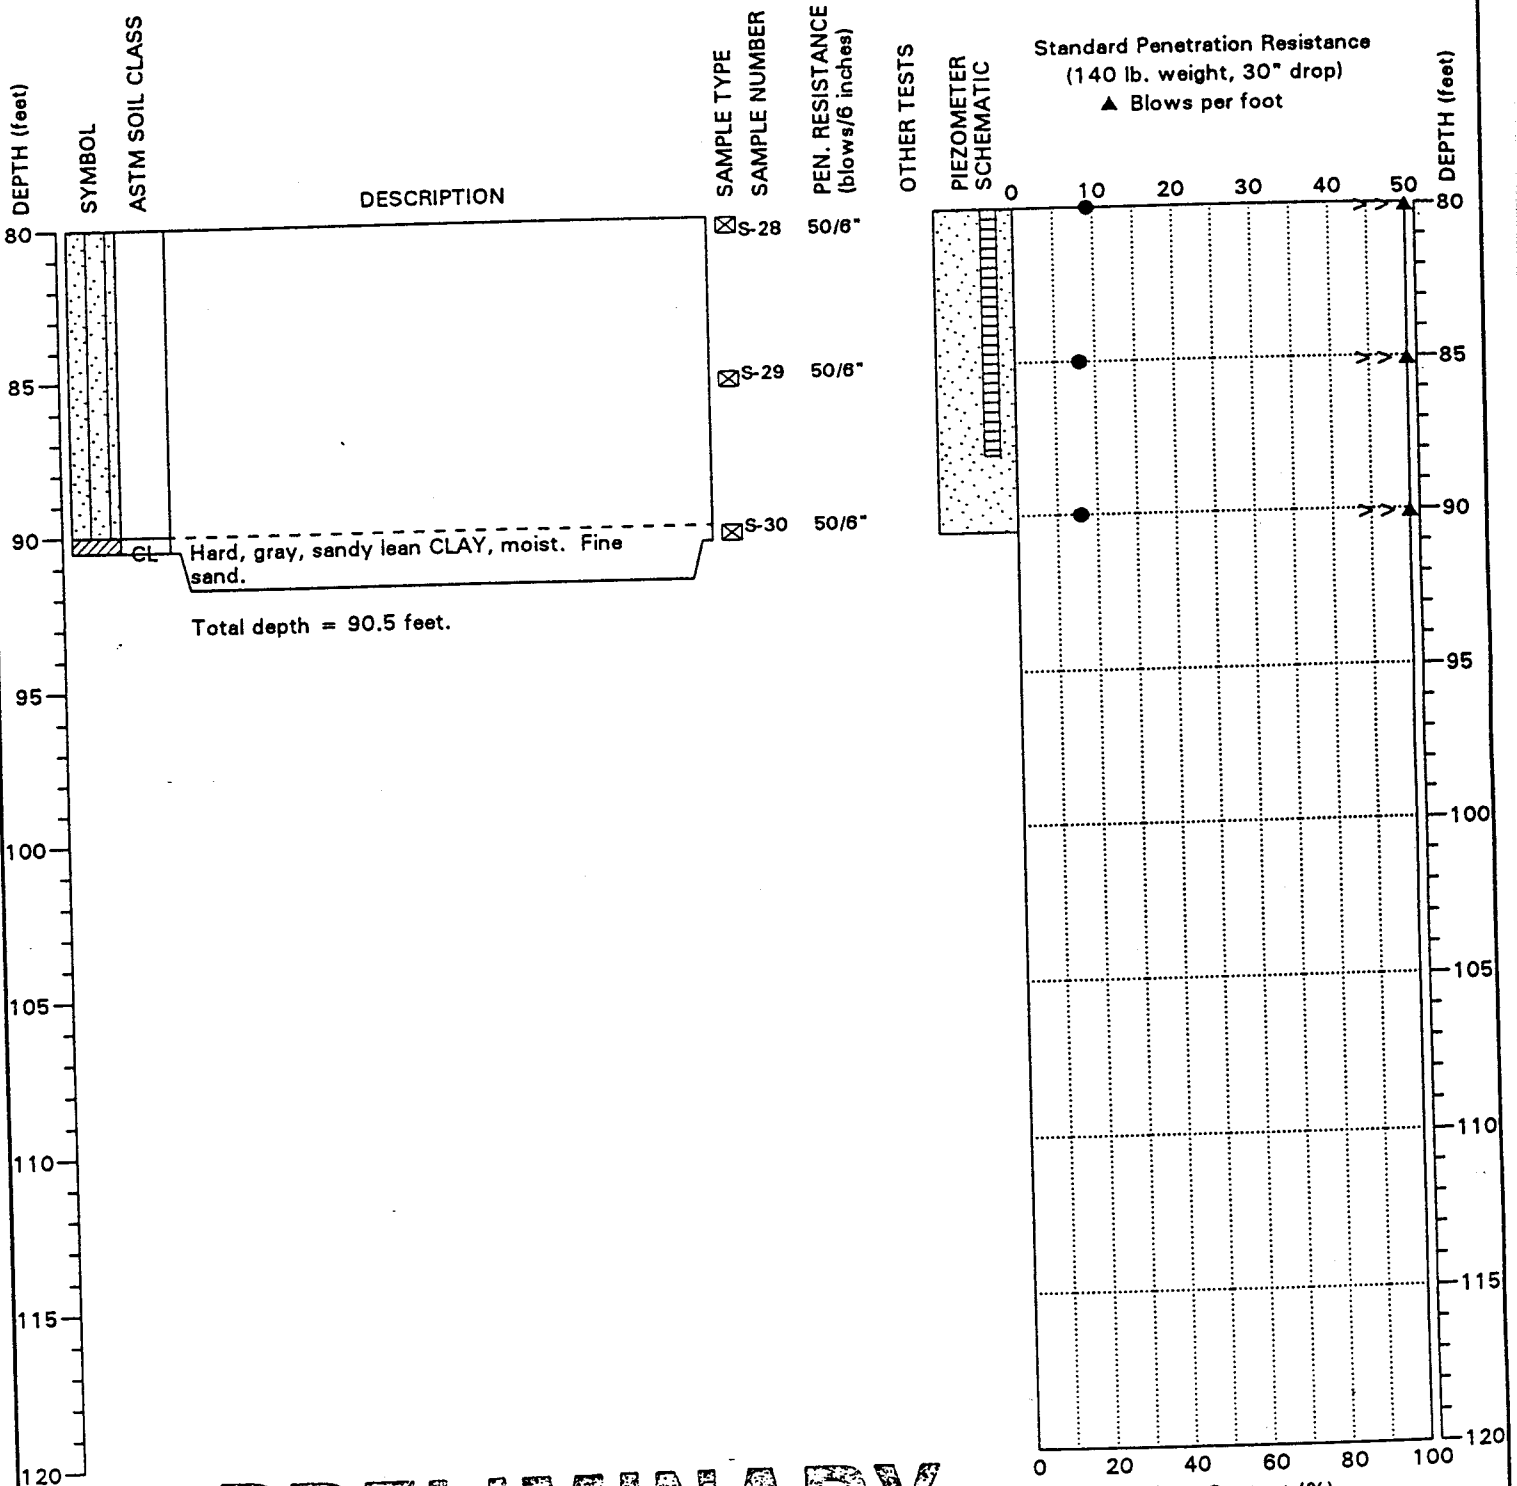 DEPTH (feet)
SYMBOL
ASTM SOIL CLASS
DESCRIPTION
SAMPLE TYPE
SAMPLE NUMBER
PEN. RESISTANCE
(blows/6 inches)
OTHER TESTS
PIEZOMETER
SCHEMATIC
Standard Penetration Resistance
(140 lb. weight, 30" drop)
▲ Blows per foot
DEPTH (feet)
0 10 20 30 40 50
80 S-28 50/6" >> 80
85 S-29 50/6" >> 85
90 S-30 50/6" >> 90
CL Hard, gray, sandy lean CLAY, moist. Fine
sand.
Total depth = 90.5 feet.
95 95
100 100
105 105
110 110
115 115
120 120
0 20 40 60 80 100